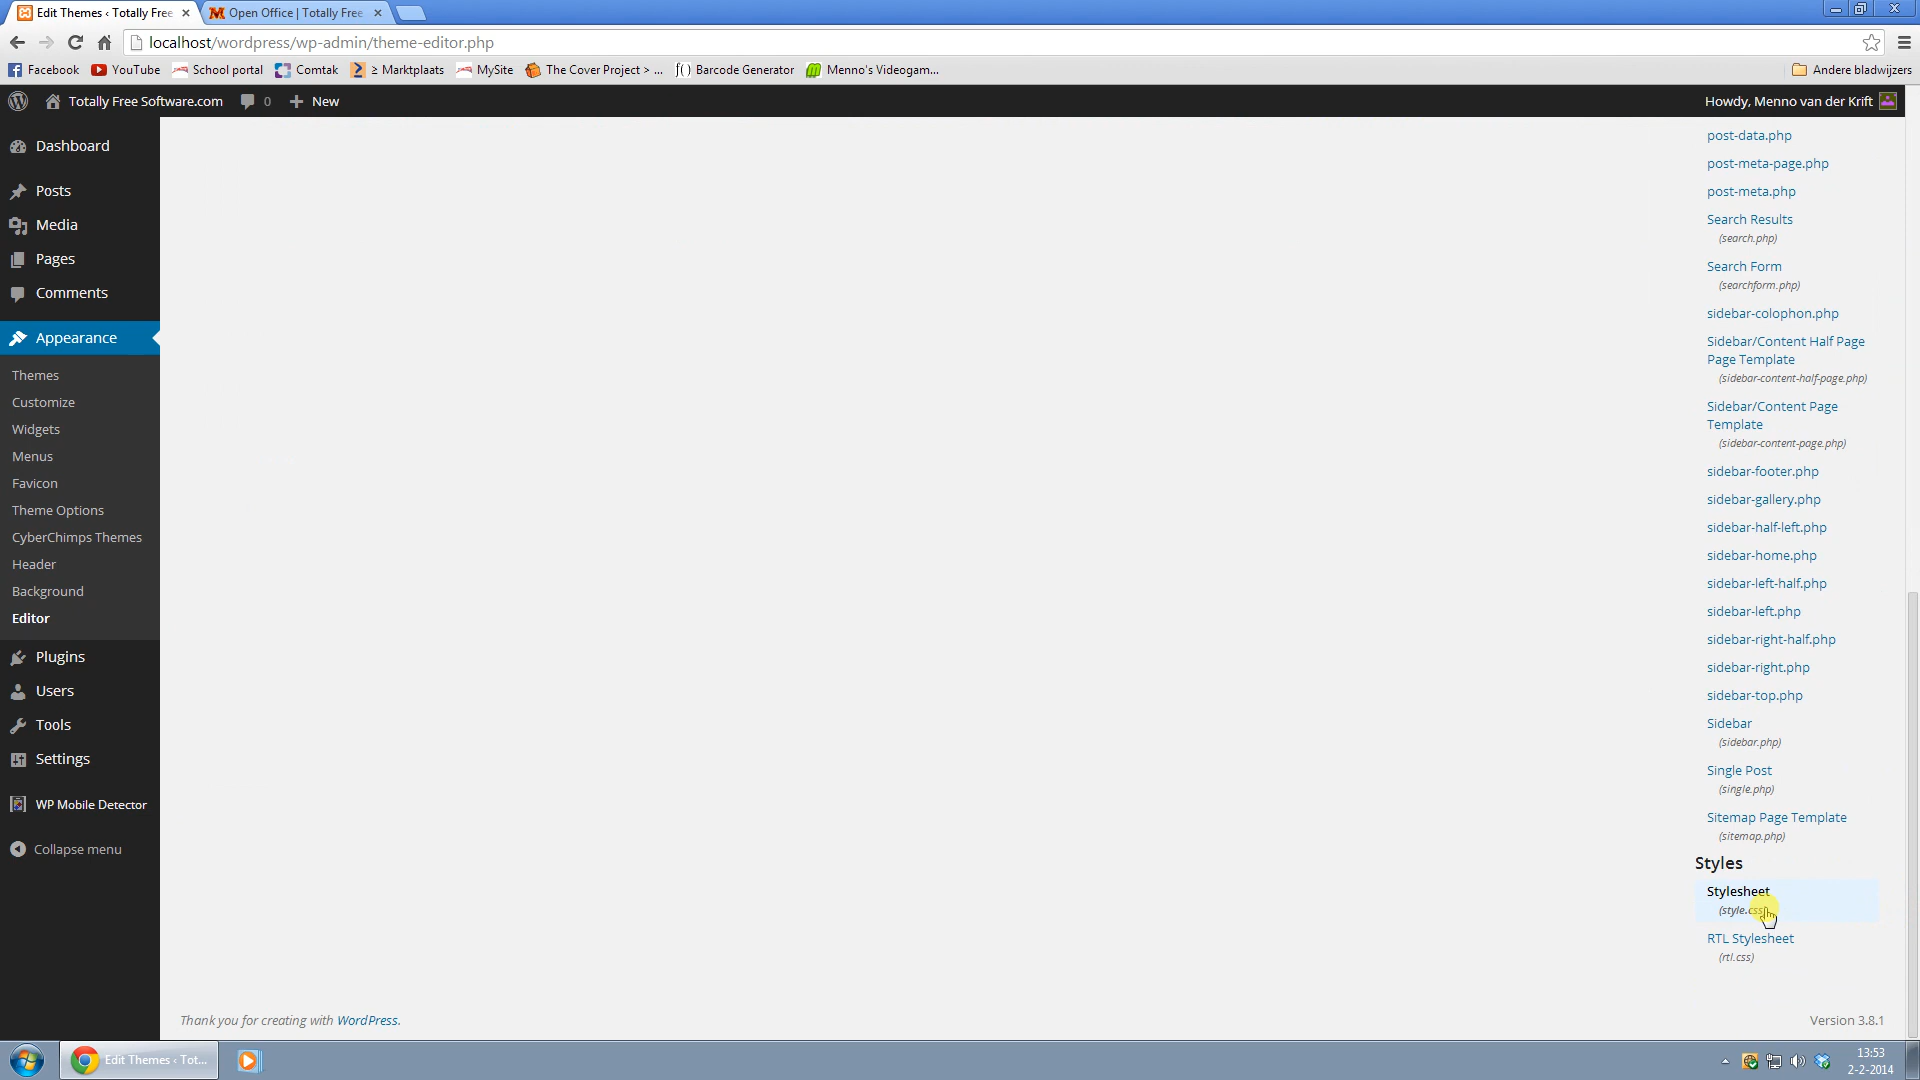 Edit Themes ‹ Totally Free
Open Office | Totally Free
localhost/wordpress/wp-admin/theme-editor.php
Facebook YouTube School portal Comtak ≥ Marktplaats MySite The Cover Project > ... Barcode Generator Menno's Videogam... Andere bladwijzers
Totally Free Software.com 0 New Howdy, Menno van der Krift
Dashboard
Posts
Media
Pages
Comments
Appearance
Themes
Customize
Widgets
Menus
Favicon
Theme Options
CyberChimps Themes
Header
Background
Editor
Plugins
Users
Tools
Settings
WP Mobile Detector
Collapse menu
post-data.php
post-meta-page.php
post-meta.php
Search Results
(search.php)
Search Form
(searchform.php)
sidebar-colophon.php
Sidebar/Content Half Page
Page Template
(sidebar-content-half-page.php)
Sidebar/Content Page
Template
(sidebar-content-page.php)
sidebar-footer.php
sidebar-gallery.php
sidebar-half-left.php
sidebar-home.php
sidebar-left-half.php
sidebar-left.php
sidebar-right-half.php
sidebar-right.php
sidebar-top.php
Sidebar
(sidebar.php)
Single Post
(single.php)
Sitemap Page Template
(sitemap.php)
Styles
Stylesheet
(style.css)
RTL Stylesheet
(rtl.css)
Thank you for creating with WordPress.
Version 3.8.1
Edit Themes ‹ Tot...
13:53
2-2-2014